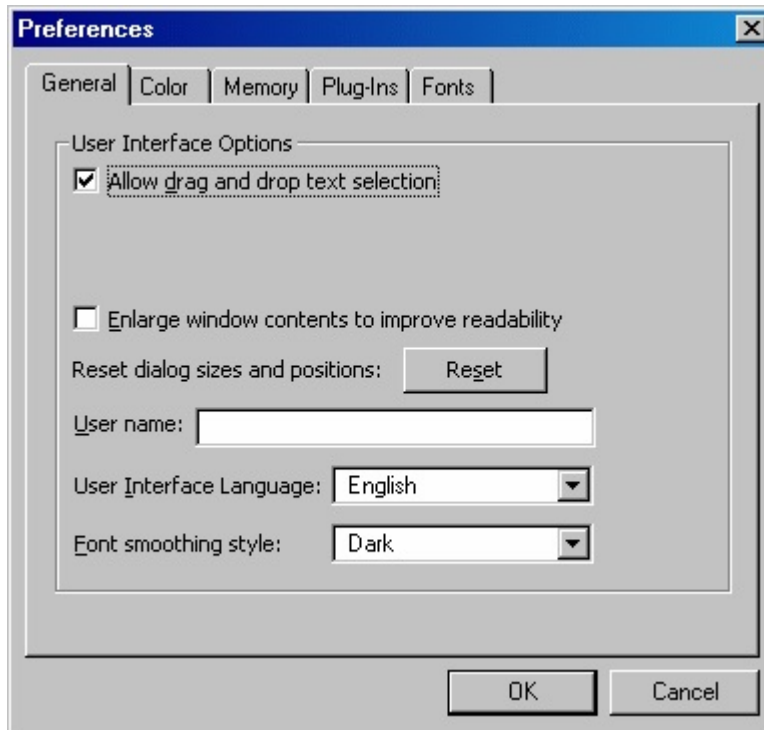 Preferences
General Color Memory Plug-Ins Fonts
User Interface Options
Allow drag and drop text selection
Enlarge window contents to improve readability
Reset dialog sizes and positions: Reset
User name:
User Interface Language: English
Font smoothing style: Dark
OK Cancel